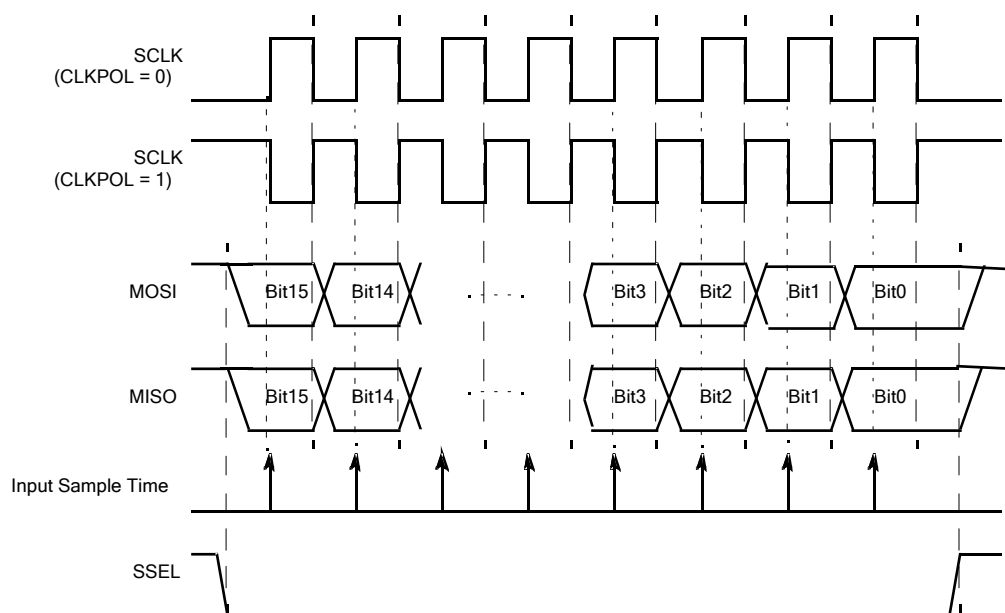 SCLK
(CLKPOL = 0)
SCLK
(CLKPOL = 1)
MOSI
Bit15
Bit14
Bit3
Bit2
Bit1
Bit0
MISO
Bit15
Bit14
Bit3
Bit2
Bit1
Bit0
Input Sample Time
SSEL